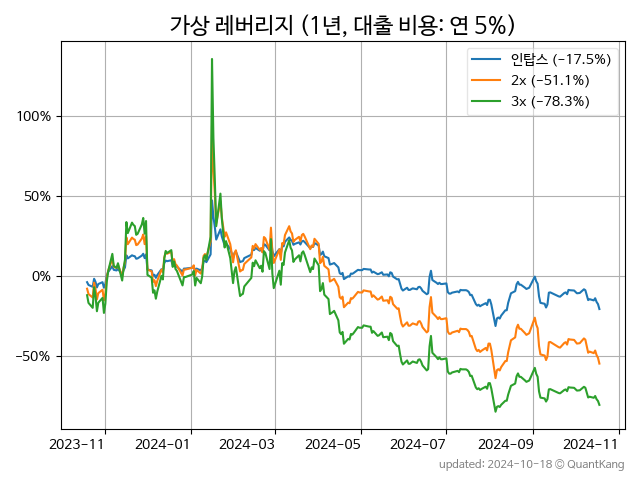 가상 레버리지 (1년, 대출 비용: 연 5%)
인탑스 (-17.5%)
2x (-51.1%)
3x (-78.3%)
100%
50%
0%
-50%
2023-11 2024-01 2024-03 2024-05 2024-07 2024-09 2024-11
updated: 2024-10-18 © QuantKang